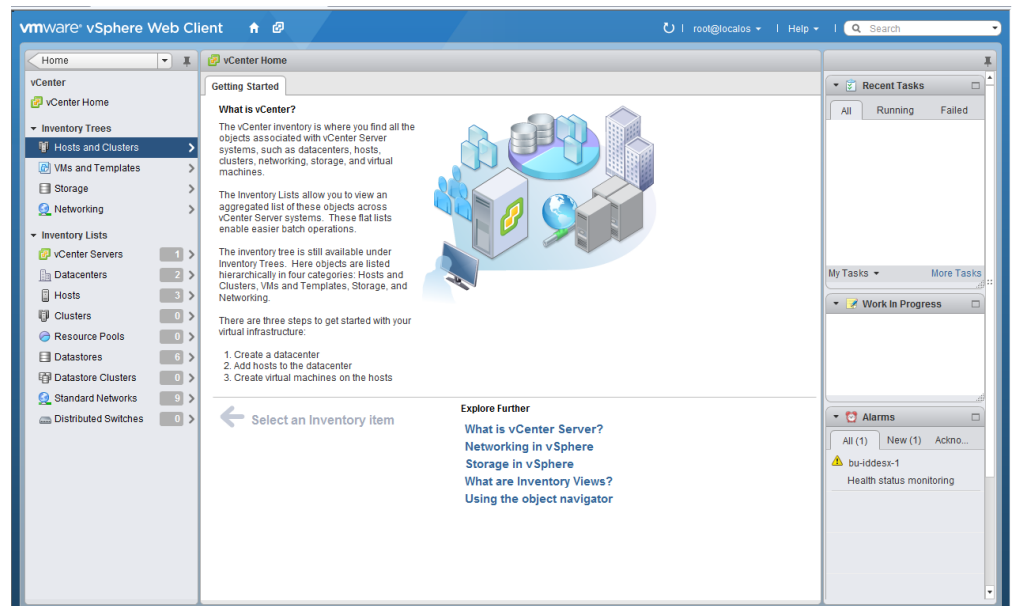 vmware® vSphere Web Client
root@localos
Help
Search
Home
vCenter
vCenter Home
Inventory Trees
Hosts and Clusters
VMs and Templates
Storage
Networking
Inventory Lists
vCenter Servers 1
Datacenters 2
Hosts 3
Clusters 0
Resource Pools 0
Datastores 6
Datastore Clusters 0
Standard Networks 9
Distributed Switches 0
vCenter Home
Getting Started
What is vCenter?
The vCenter inventory is where you find all the
objects associated with vCenter Server
systems, such as datacenters, hosts,
clusters, networking, storage, and virtual
machines.
The Inventory Lists allow you to view an
aggregated list of these objects across
vCenter Server systems. These flat lists
enable easier batch operations.
The inventory tree is still available under
Inventory Trees. Here objects are listed
hierarchically in four categories: Hosts and
Clusters, VMs and Templates, Storage, and
Networking.
There are three steps to get started with your
virtual infrastructure:
1. Create a datacenter
2. Add hosts to the datacenter
3. Create virtual machines on the hosts
Select an Inventory item
Explore Further
What is vCenter Server?
Networking in vSphere
Storage in vSphere
What are Inventory Views?
Using the object navigator
Recent Tasks
All Running Failed
My Tasks More Tasks
Work In Progress
Alarms
All (1) New (1) Ackno...
bu-iddesx-1
Health status monitoring